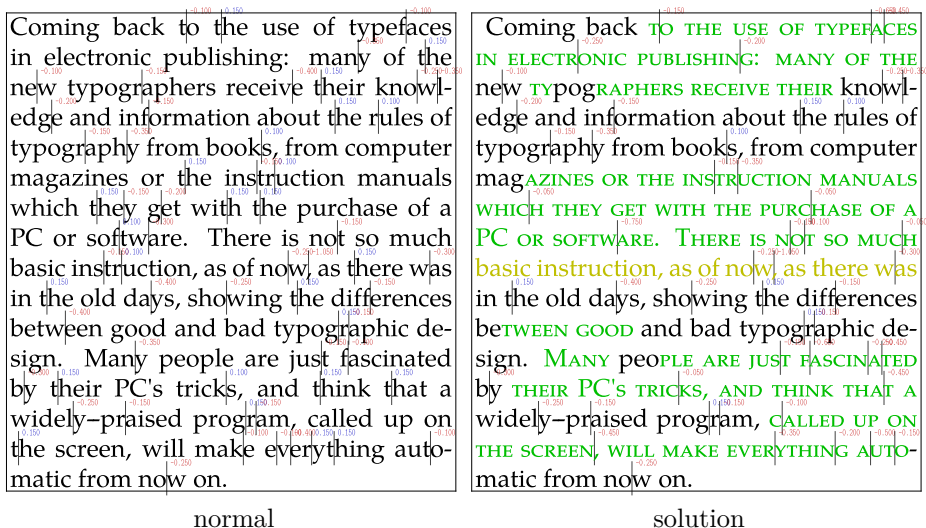 Coming back to the use of typefaces
in electronic publishing: many of the
new typographers receive their knowl-
edge and information about the rules of
typography from books, from computer
magazines or the instruction manuals
which they get with the purchase of a
PC or software. There is not so much
basic instruction, as of now, as there was
in the old days, showing the differences
between good and bad typographic de-
sign. Many people are just fascinated
by their PC's tricks, and think that a
widely–praised program, called up on
the screen, will make everything auto-
matic from now on.
normal
Coming back to the use of typefaces
in electronic publishing: many of the
new typographers receive their knowl-
edge and information about the rules of
typography from books, from computer
magazines or the instruction manuals
which they get with the purchase of a
PC or software. There is not so much
basic instruction, as of now, as there was
in the old days, showing the differences
between good and bad typographic de-
sign. Many people are just fascinated
by their PC's tricks, and think that a
widely–praised program, called up on
the screen, will make everything auto-
matic from now on.
solution